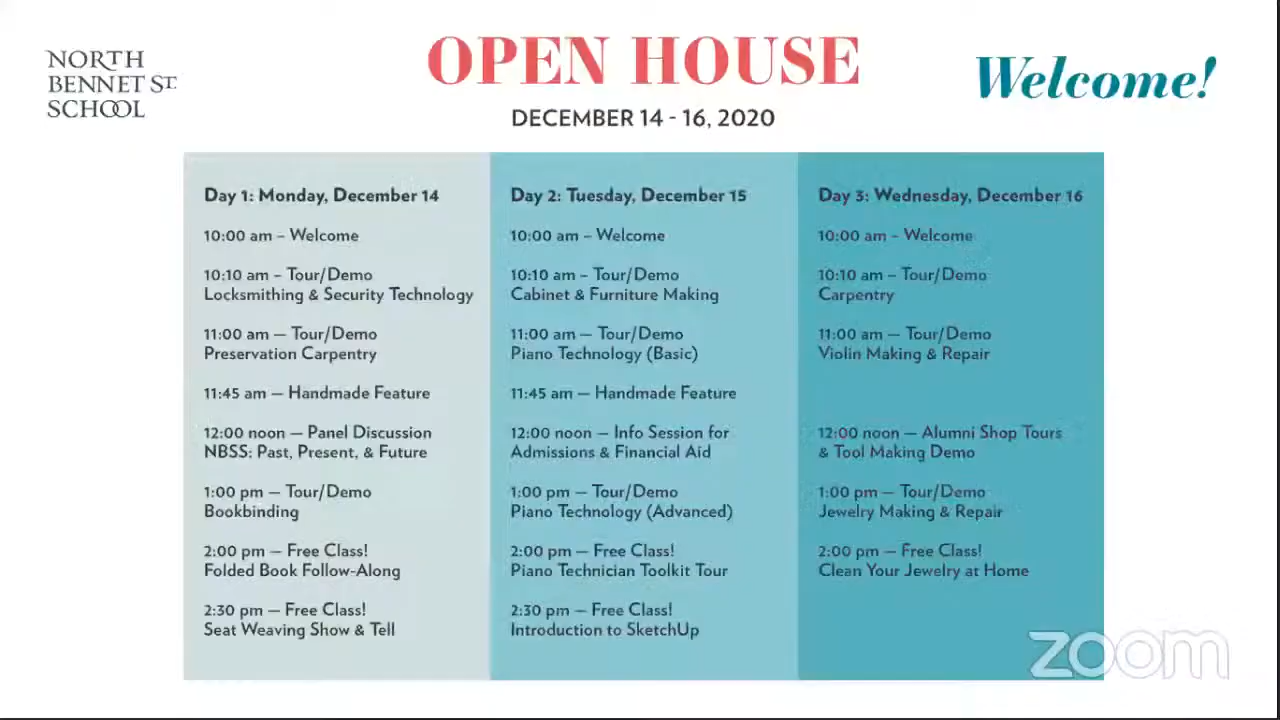 NORTH
BENNET ST.
SCHOOL
OPEN HOUSE
DECEMBER 14 - 16, 2020
Welcome!
Day 1: Monday, December 14
10:00 am – Welcome
10:10 am – Tour/Demo
Locksmithing & Security Technology
11:00 am — Tour/Demo
Preservation Carpentry
11:45 am — Handmade Feature
12:00 noon — Panel Discussion
NBSS: Past, Present, & Future
1:00 pm — Tour/Demo
Bookbinding
2:00 pm — Free Class!
Folded Book Follow-Along
2:30 pm — Free Class!
Seat Weaving Show & Tell
Day 2: Tuesday, December 15
10:00 am – Welcome
10:10 am – Tour/Demo
Cabinet & Furniture Making
11:00 am — Tour/Demo
Piano Technology (Basic)
11:45 am — Handmade Feature
12:00 noon — Info Session for
Admissions & Financial Aid
1:00 pm — Tour/Demo
Piano Technology (Advanced)
2:00 pm — Free Class!
Piano Technician Toolkit Tour
2:30 pm — Free Class!
Introduction to SketchUp
Day 3: Wednesday, December 16
10:00 am – Welcome
10:10 am – Tour/Demo
Carpentry
11:00 am — Tour/Demo
Violin Making & Repair
12:00 noon — Alumni Shop Tours
& Tool Making Demo
1:00 pm — Tour/Demo
Jewelry Making & Repair
2:00 pm — Free Class!
Clean Your Jewelry at Home
zoom